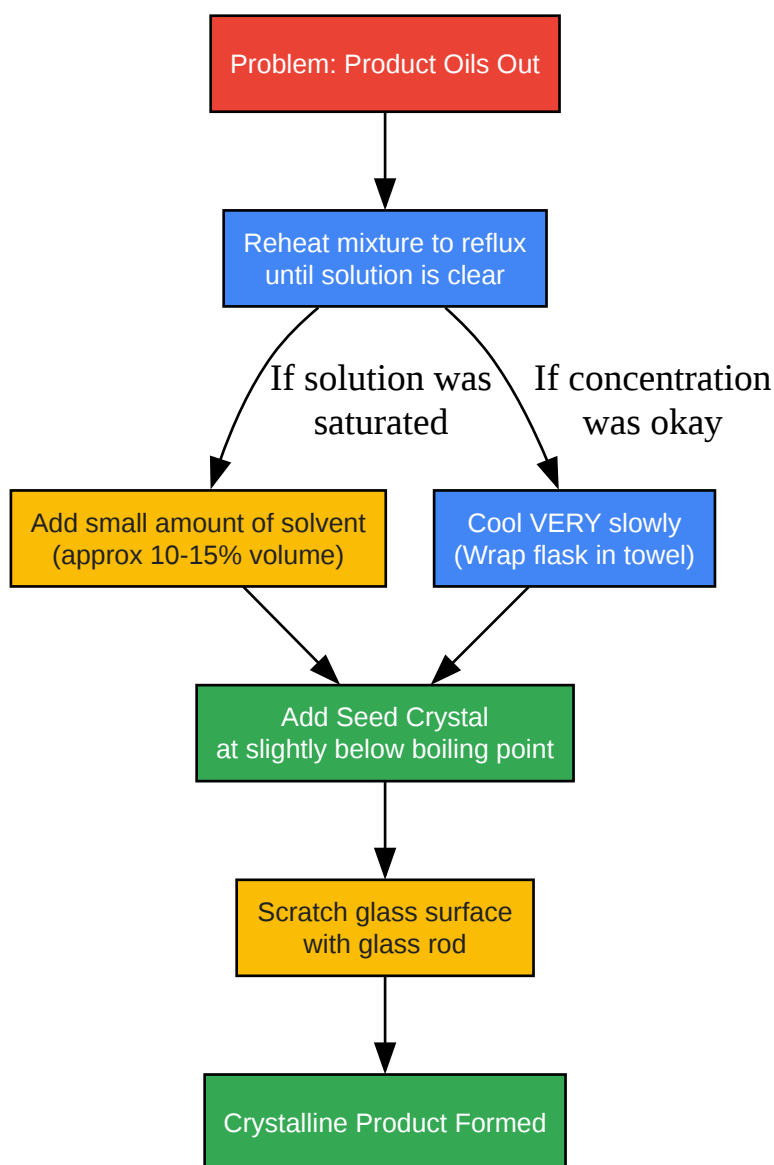 Problem: Product Oils Out
Reheat mixture to reflux
until solution is clear
If solution was
saturated
If concentration
was okay
Add small amount of solvent
(approx 10-15% volume)
Cool VERY slowly
(Wrap flask in towel)
Add Seed Crystal
at slightly below boiling point
Scratch glass surface
with glass rod
Crystalline Product Formed